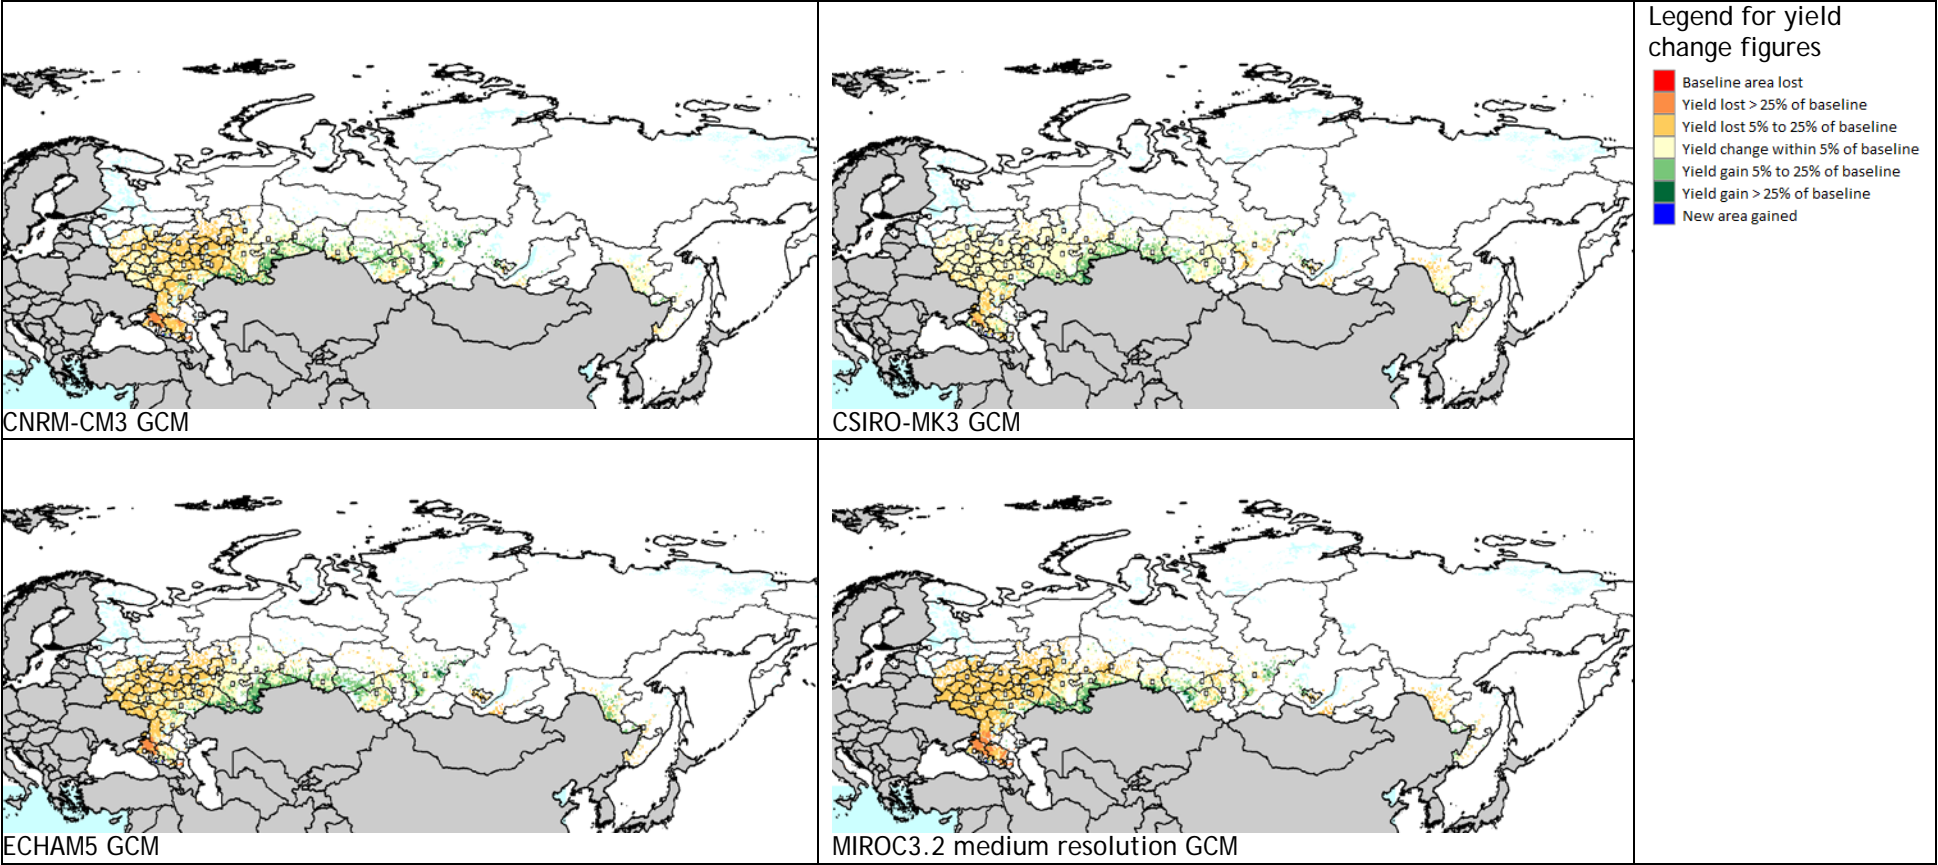 Legend for yield
change figures
Baseline area lost
Yield lost > 25% of baseline
Yield lost 5% to 25% of baseline
Yield change within 5% of baseline
Yield gain 5% to 25% of baseline
Yield gain > 25% of baseline
New area gained
CNRM-CM3 GCM
CSIRO-MK3 GCM
ECHAM5 GCM
MIROC3.2 medium resolution GCM